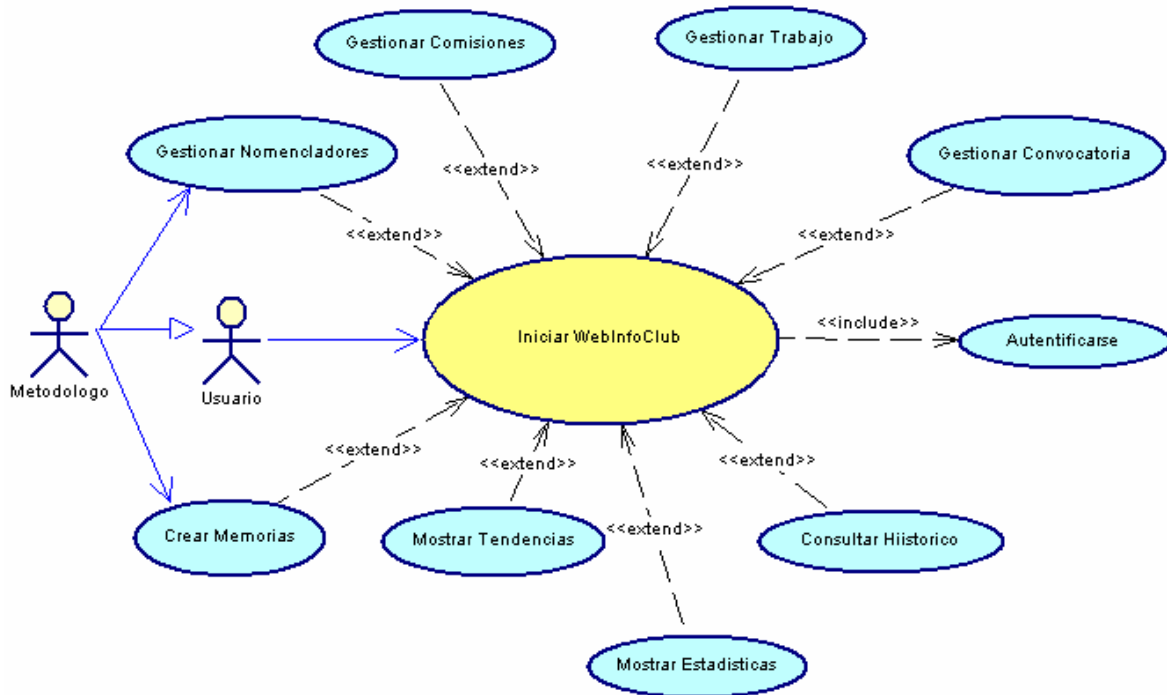 Gestionar Comisiones
Gestionar Trabajo
Gestionar Nomencladores
Gestionar Convocatoria
<<extend>>
<<extend>>
<<extend>>
<<extend>>
Iniciar WebInfoClub
<<include>>
Autentificarse
Metodologo
Usuario
<<extend>>
<<extend>>
<<extend>>
<<extend>>
Crear Memorias
Mostrar Tendencias
Consultar Hiistorico
Mostrar Estadisticas